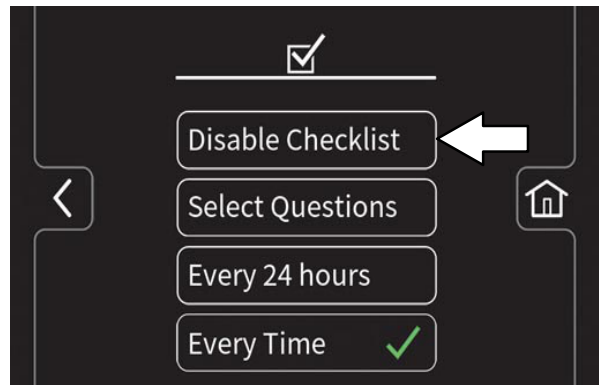 Disable Checklist
Select Questions
Every 24 hours
Every Time